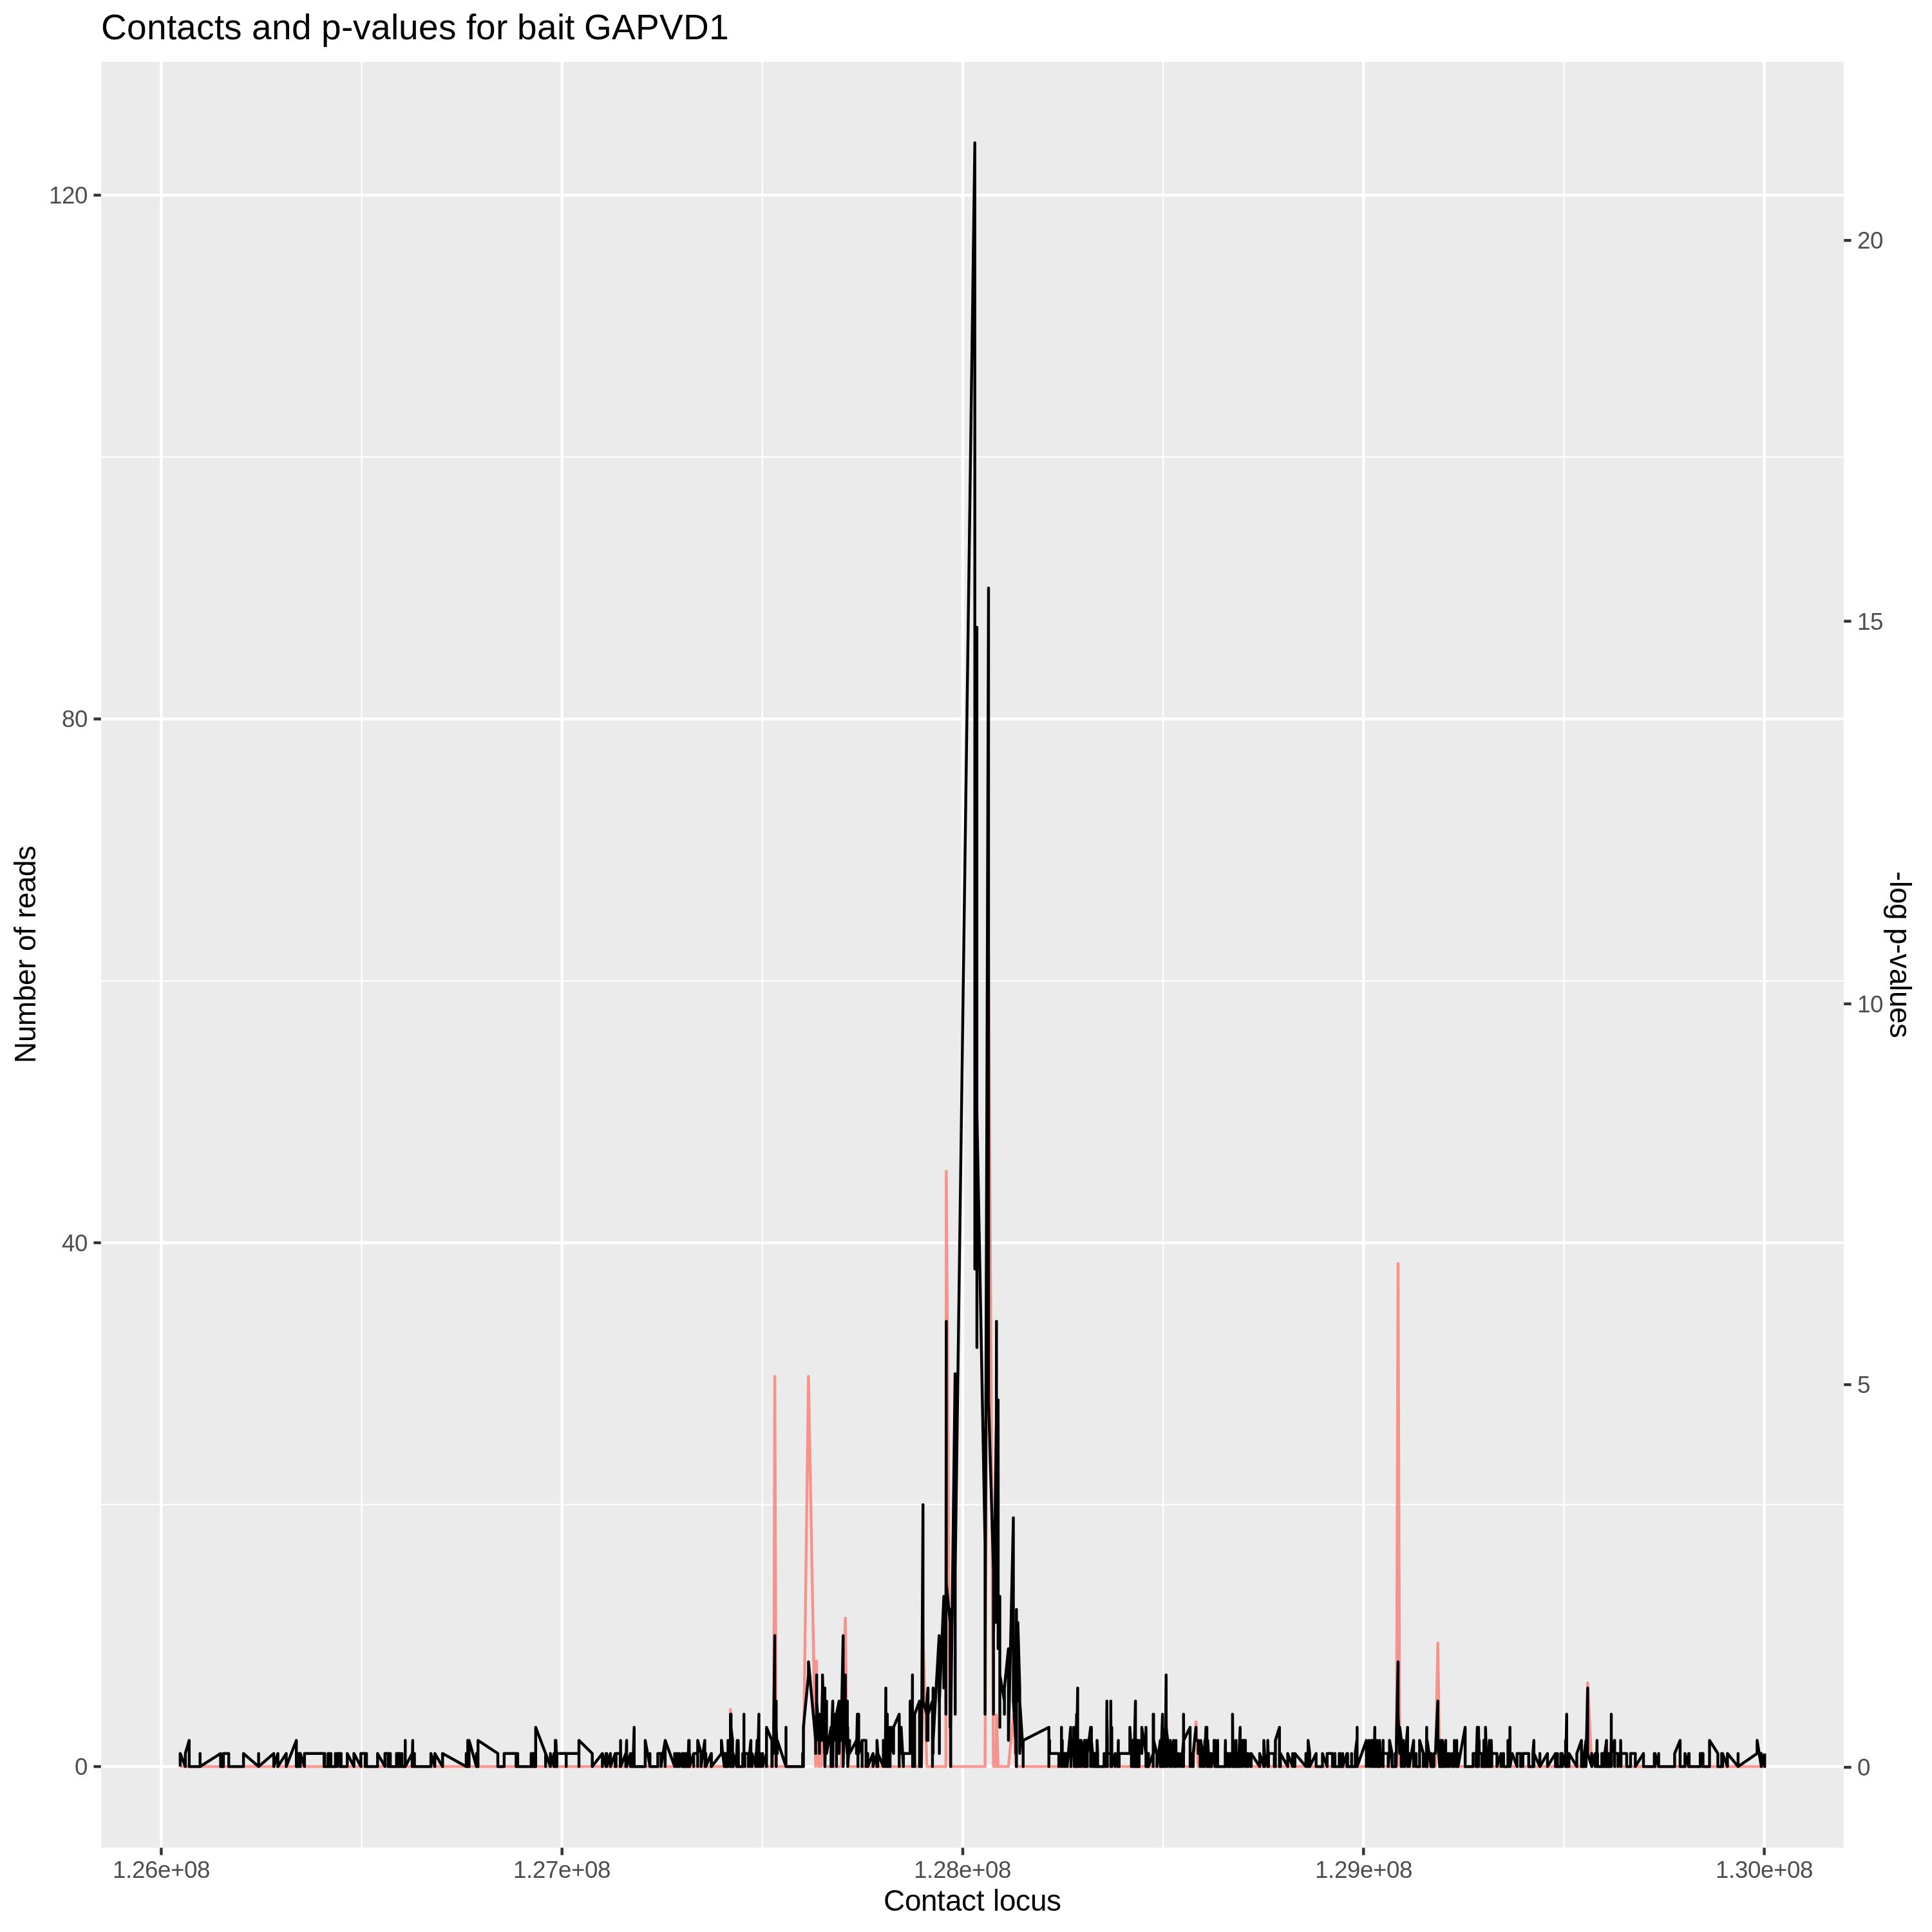 Contacts and p-values for bait GAPVD1
120
80
40
0
Number of reads
20
15
10
5
0
-log p-values
1.26e+08
1.27e+08
1.28e+08
1.29e+08
1.30e+08
Contact locus